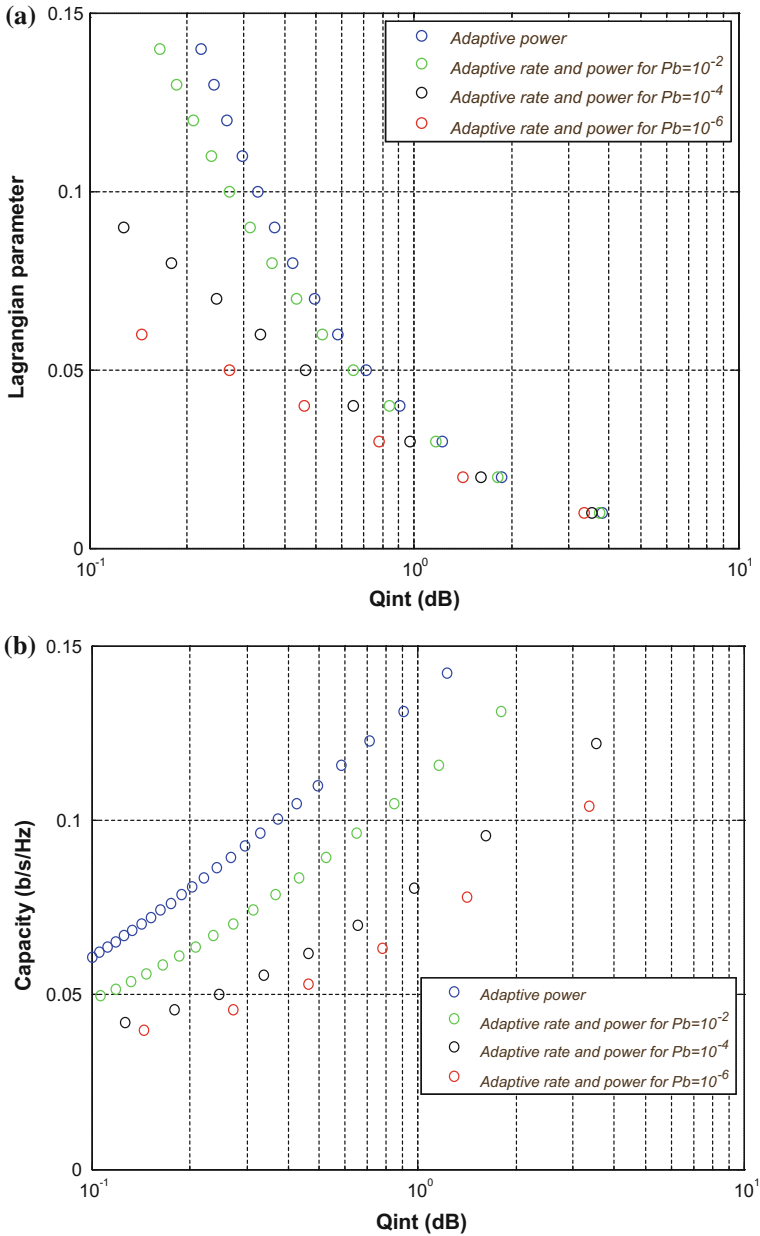 (a)
0.15
0.1
0.05
0
Lagrangian parameter
Adaptive power
Adaptive rate and power for Pb=10^-2
Adaptive rate and power for Pb=10^-4
Adaptive rate and power for Pb=10^-6
10^-1
10^0
10^1
Qint (dB)
(b)
0.15
0.1
0.05
0
Capacity (b/s/Hz)
Adaptive power
Adaptive rate and power for Pb=10^-2
Adaptive rate and power for Pb=10^-4
Adaptive rate and power for Pb=10^-6
10^-1
10^0
10^1
Qint (dB)